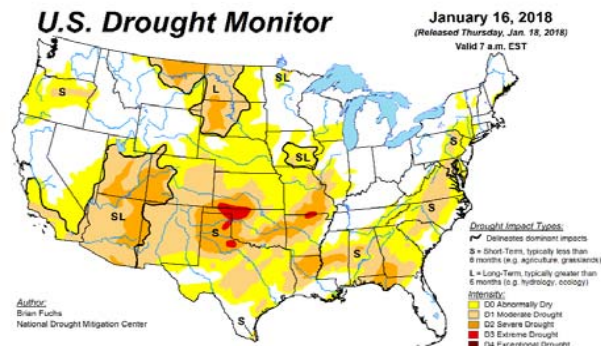 U.S. Drought Monitor
January 16, 2018
(Released Thursday, Jan. 18, 2018)
Valid 7 a.m. EST
SL
S
L
SL
S
SL
S
S
S
S
Drought Impact Types:
Delineates dominant impacts
S = Short-Term, typically less than
6 months (e.g. agriculture, grasslands)
L = Long-Term, typically greater than
6 months (e.g. hydrology, ecology)
Intensity:
D0 Abnormally Dry
D1 Moderate Drought
D2 Severe Drought
D3 Extreme Drought
D4 Exceptional Drought
Author:
Brian Fuchs
National Drought Mitigation Center